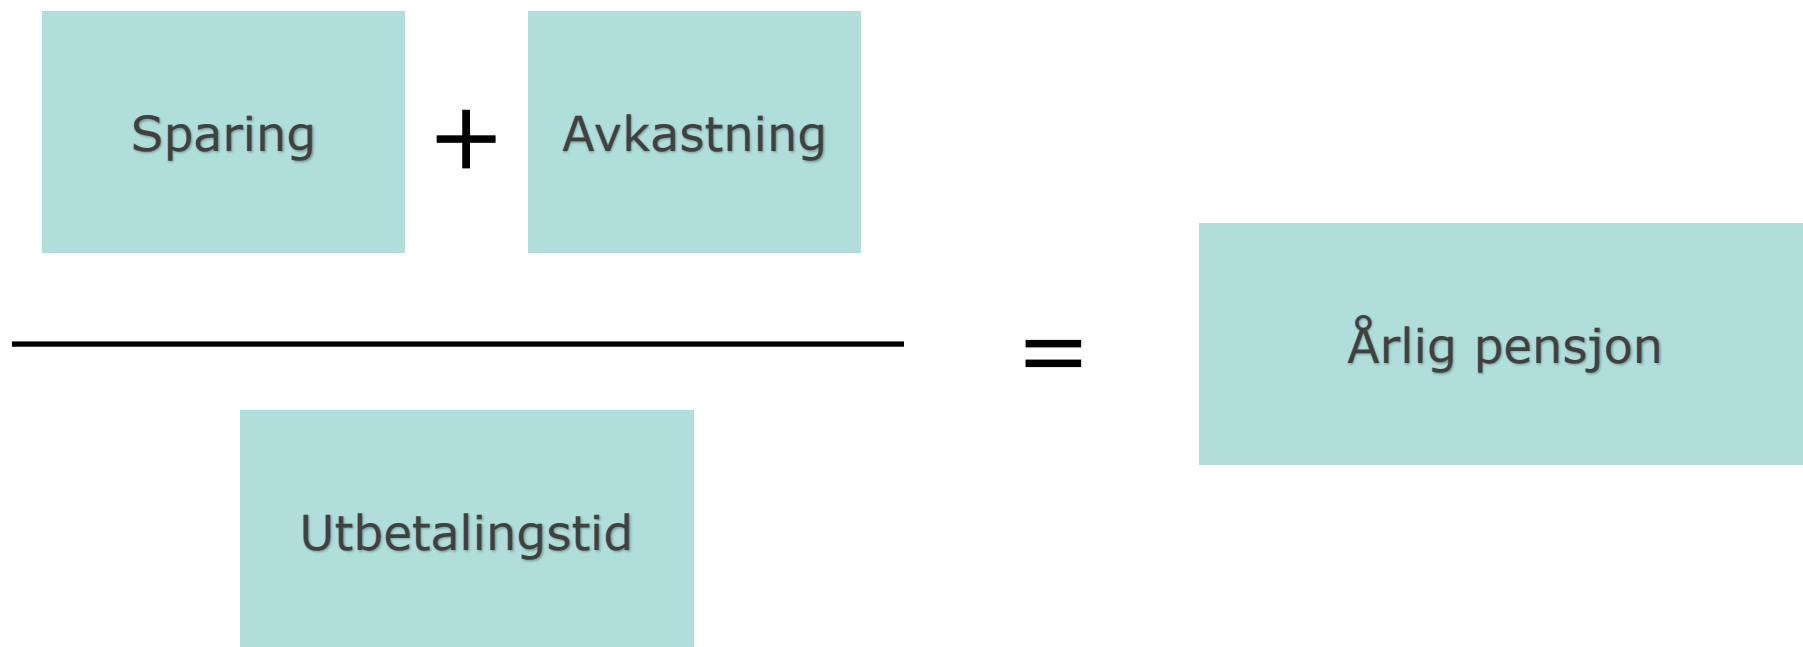 Sparing + Avkastning
= Årlig pensjon
Utbetalingstid